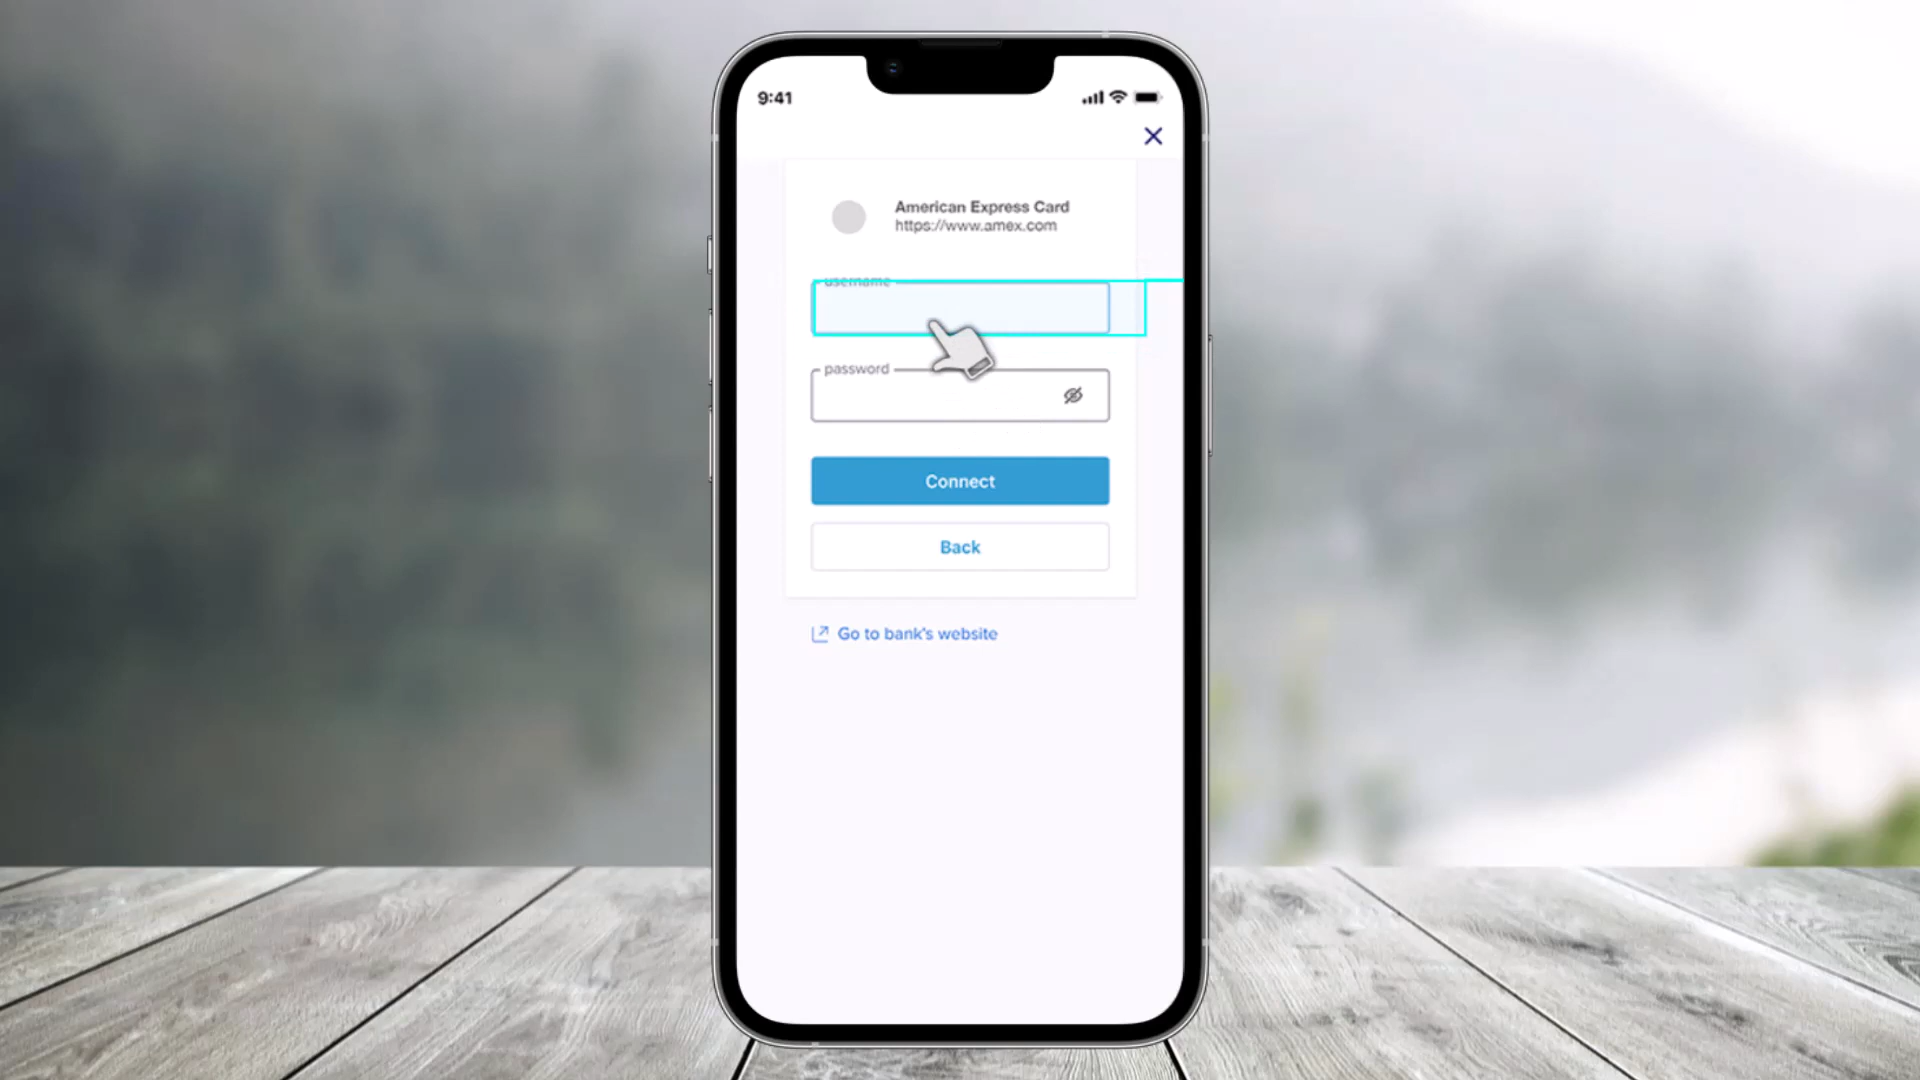 9:41
American Express Card
https://www.amex.com
username
password
Connect
Back
Go to bank's website